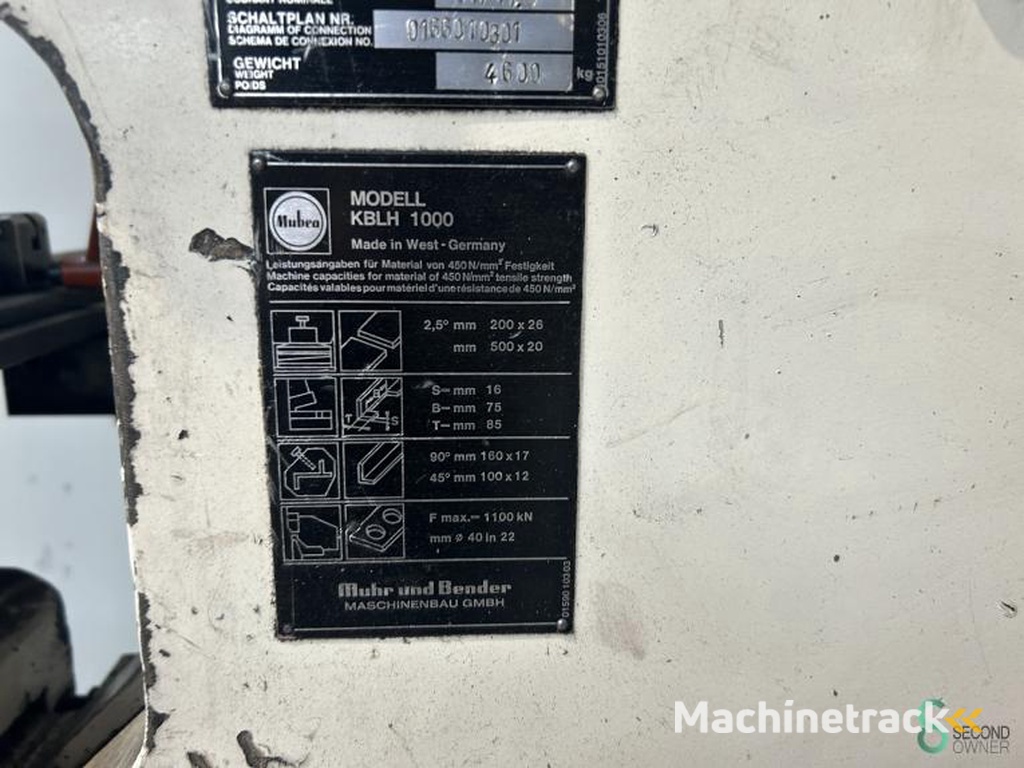 SCHALTPLAN NR.
DIAGRAMM OF CONNECTION
SCHEMA DE CONNEXION NO.
0166010301
GEWICHT
WEIGHT
POIDS
4600 kg
0151010306
Mubea
MODELL
KBLH 1000
Made in West-Germany
Leistungsangaben für Material von 450 N/mm² Festigkeit
Machine capacities for material of 450 N/mm² tensile strength
Capacités valables pour matériel d'une résistance de 450 N/mm²
2,5° mm 200 x 26
mm 500 x 20
T S
S-mm 16
B-mm 75
T-mm 85
90° mm 160 x 17
45° mm 100 x 12
F max.=1100 kN
mm ø 40 in 22
Muhr und Bender
MASCHINENBAU GMBH
0159010303
Machinetrack
SECOND
OWNER